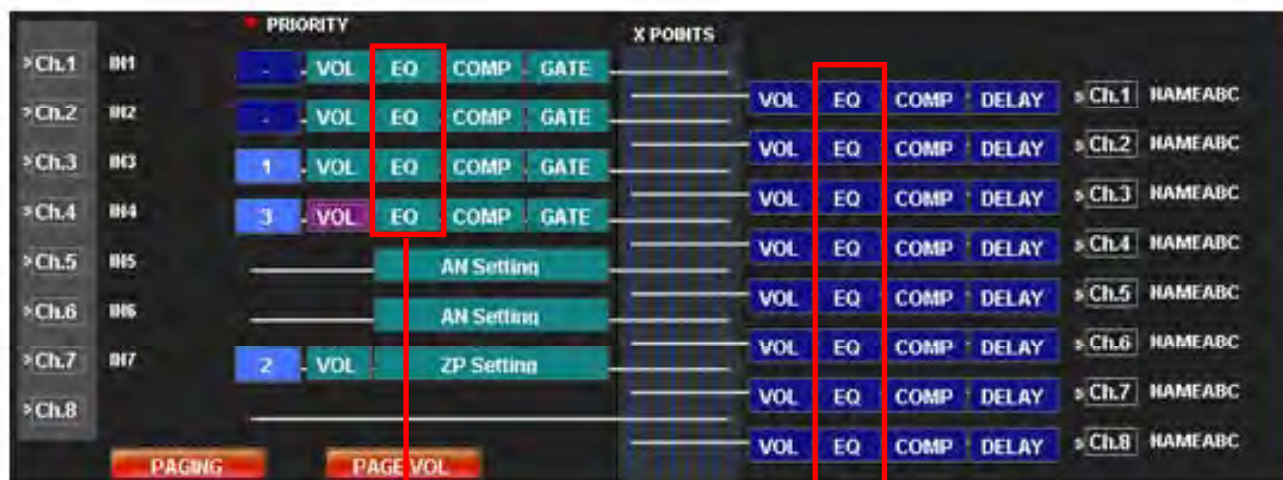 PRIORITY X POINTS
>Ch.1 IN1 - VOL EQ COMP GATE
VOL EQ COMP DELAY >Ch.1 NAMEABC
>Ch.2 IN2 - VOL EQ COMP GATE
VOL EQ COMP DELAY >Ch.2 NAMEABC
>Ch.3 IN3 1 VOL EQ COMP GATE
VOL EQ COMP DELAY >Ch.3 NAMEABC
>Ch.4 IN4 3 VOL EQ COMP GATE
VOL EQ COMP DELAY >Ch.4 NAMEABC
>Ch.5 IN5 AN Setting
VOL EQ COMP DELAY >Ch.5 NAMEABC
>Ch.6 IN6 AN Setting
VOL EQ COMP DELAY >Ch.6 NAMEABC
>Ch.7 IN7 2 VOL ZP Setting
VOL EQ COMP DELAY >Ch.7 NAMEABC
>Ch.8
VOL EQ COMP DELAY >Ch.8 NAMEABC
PAGING PAGE VOL